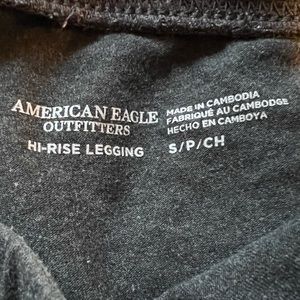 AMERICAN EAGLE
OUTFITTERS
HI-RISE LEGGING
MADE IN CAMBODIA
FABRIQUÉ AU CAMBODGE
HECHO EN CAMBOYA
S/P/CH